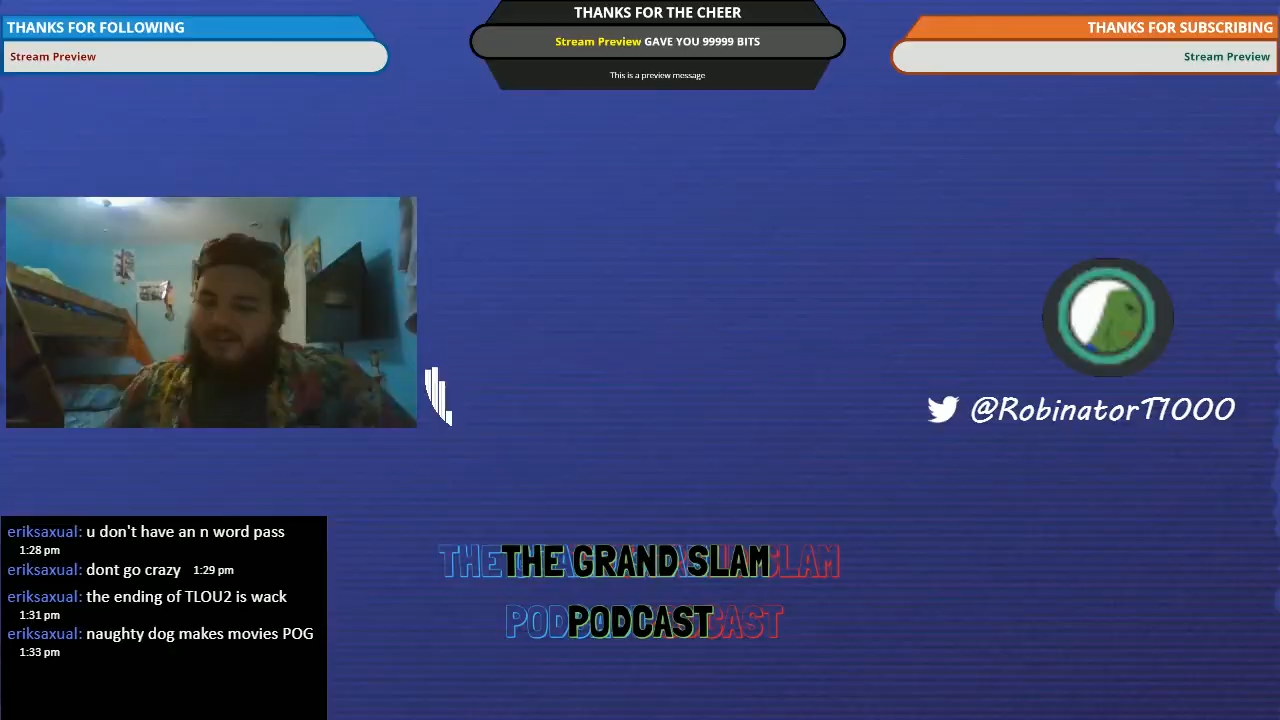 THANKS FOR FOLLOWING
Stream Preview
THANKS FOR THE CHEER
Stream Preview GAVE YOU 99999 BITS
This is a preview message
THANKS FOR SUBSCRIBING
Stream Preview
@RobinatorT1000
eriksaxual: u don't have an n word pass
1:28 pm
eriksaxual: dont go crazy 1:29 pm
eriksaxual: the ending of TLOU2 is wack
1:31 pm
eriksaxual: naughty dog makes movies POG
1:33 pm
THE GRAND SLAM
PODCAST